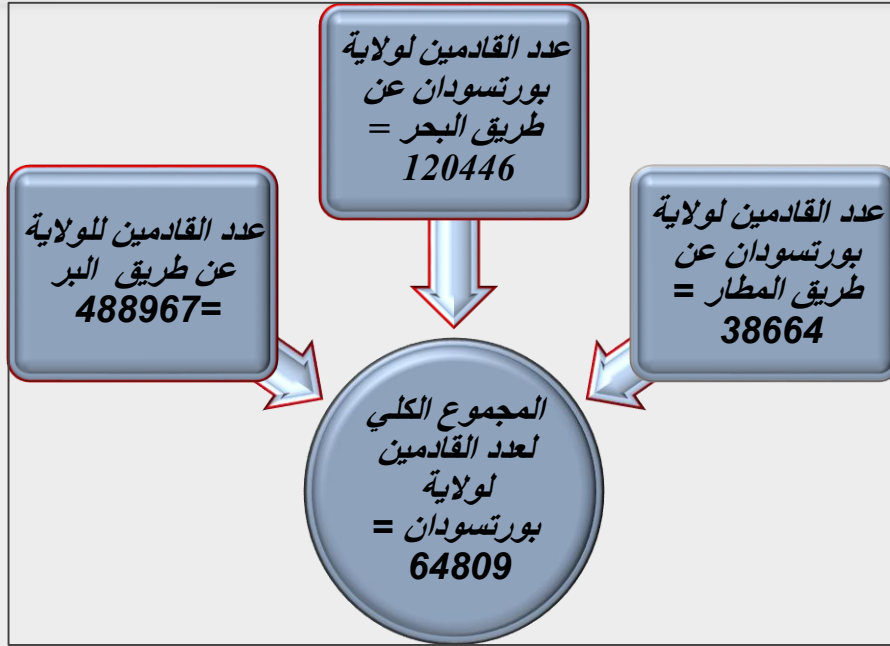 عدد القادمين لولاية
بورتسودان عن
طريق البحر =
120446
عدد القادمين لولاية
بورتسودان عن
طريق المطار =
38664
عدد القادمين للولاية
عن طريق البر
=488967
المجموع الكلي
لعدد القادمين
لولاية
بورتسودان =
64809